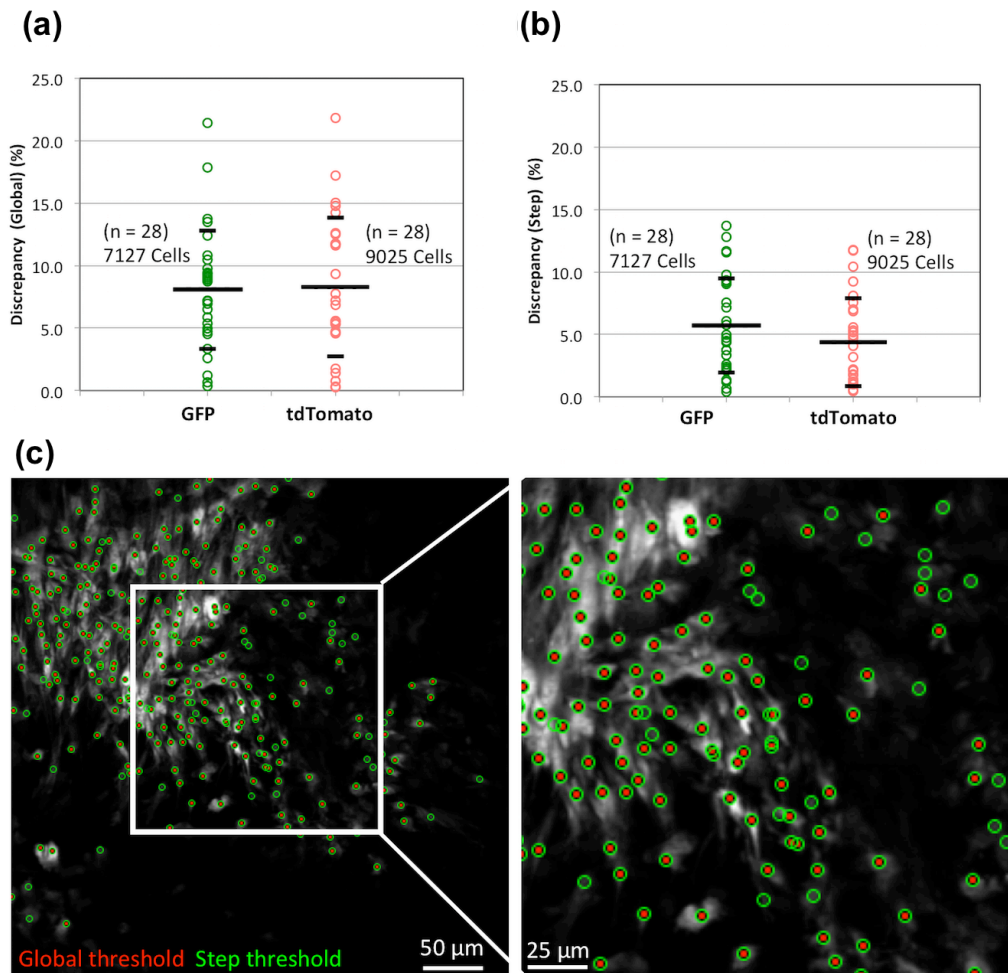 (a)
25.0
20.0
15.0
10.0
5.0
0.0
Discrepancy (Global) (%)
(n = 28)
7127 Cells
(n = 28)
9025 Cells
GFP
tdTomato
(b)
25.0
20.0
15.0
10.0
5.0
0.0
Discrepancy (Step) (%)
(n = 28)
7127 Cells
(n = 28)
9025 Cells
GFP
tdTomato
(c)
Global threshold Step threshold
50 µm
25 µm